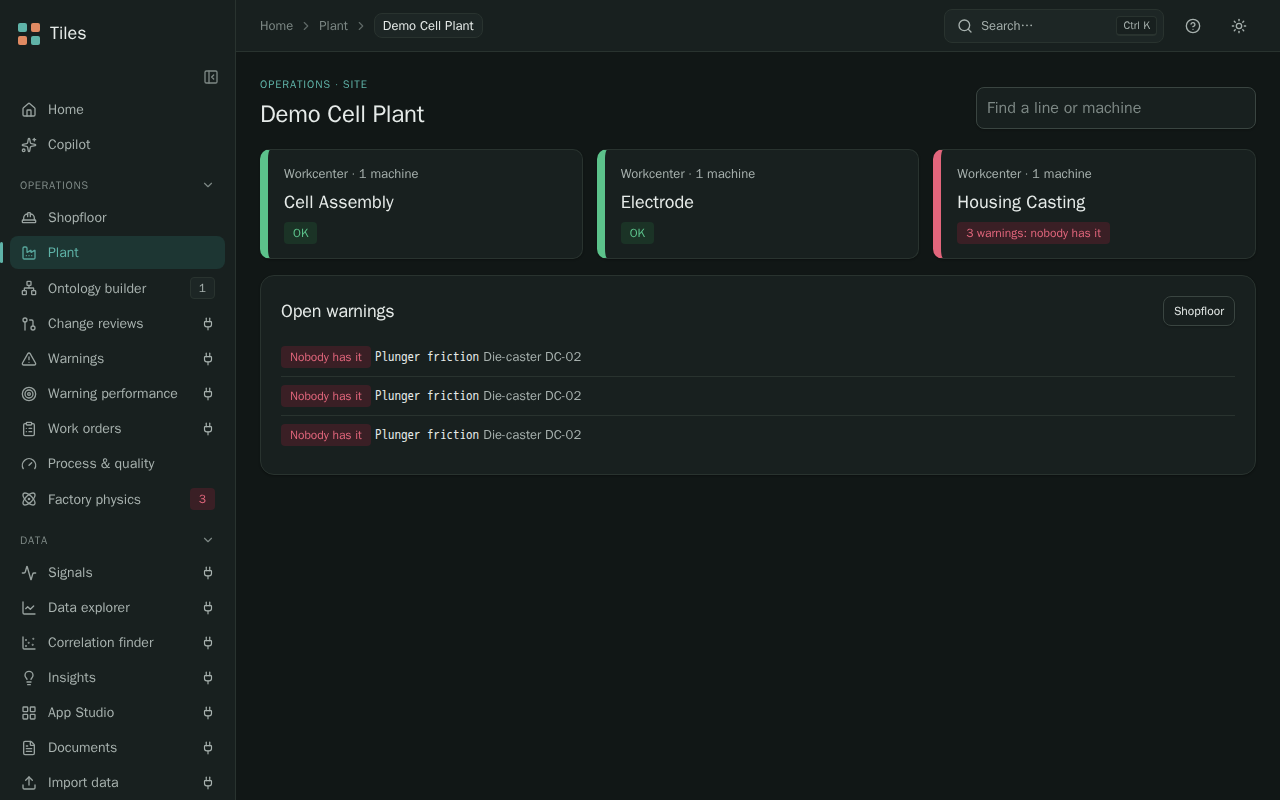 Tiles
Home
Copilot
OPERATIONS
Shopfloor
Plant
Ontology builder 1
Change reviews
Warnings
Warning performance
Work orders
Process & quality
Factory physics 3
DATA
Signals
Data explorer
Correlation finder
Insights
App Studio
Documents
Import data
Home Plant Demo Cell Plant
Search··· Ctrl K
OPERATIONS · SITE
Demo Cell Plant
Find a line or machine
Workcenter · 1 machine
Cell Assembly
OK
Workcenter · 1 machine
Electrode
OK
Workcenter · 1 machine
Housing Casting
3 warnings: nobody has it
Open warnings
Shopfloor
Nobody has it Plunger friction Die-caster DC-02
Nobody has it Plunger friction Die-caster DC-02
Nobody has it Plunger friction Die-caster DC-02